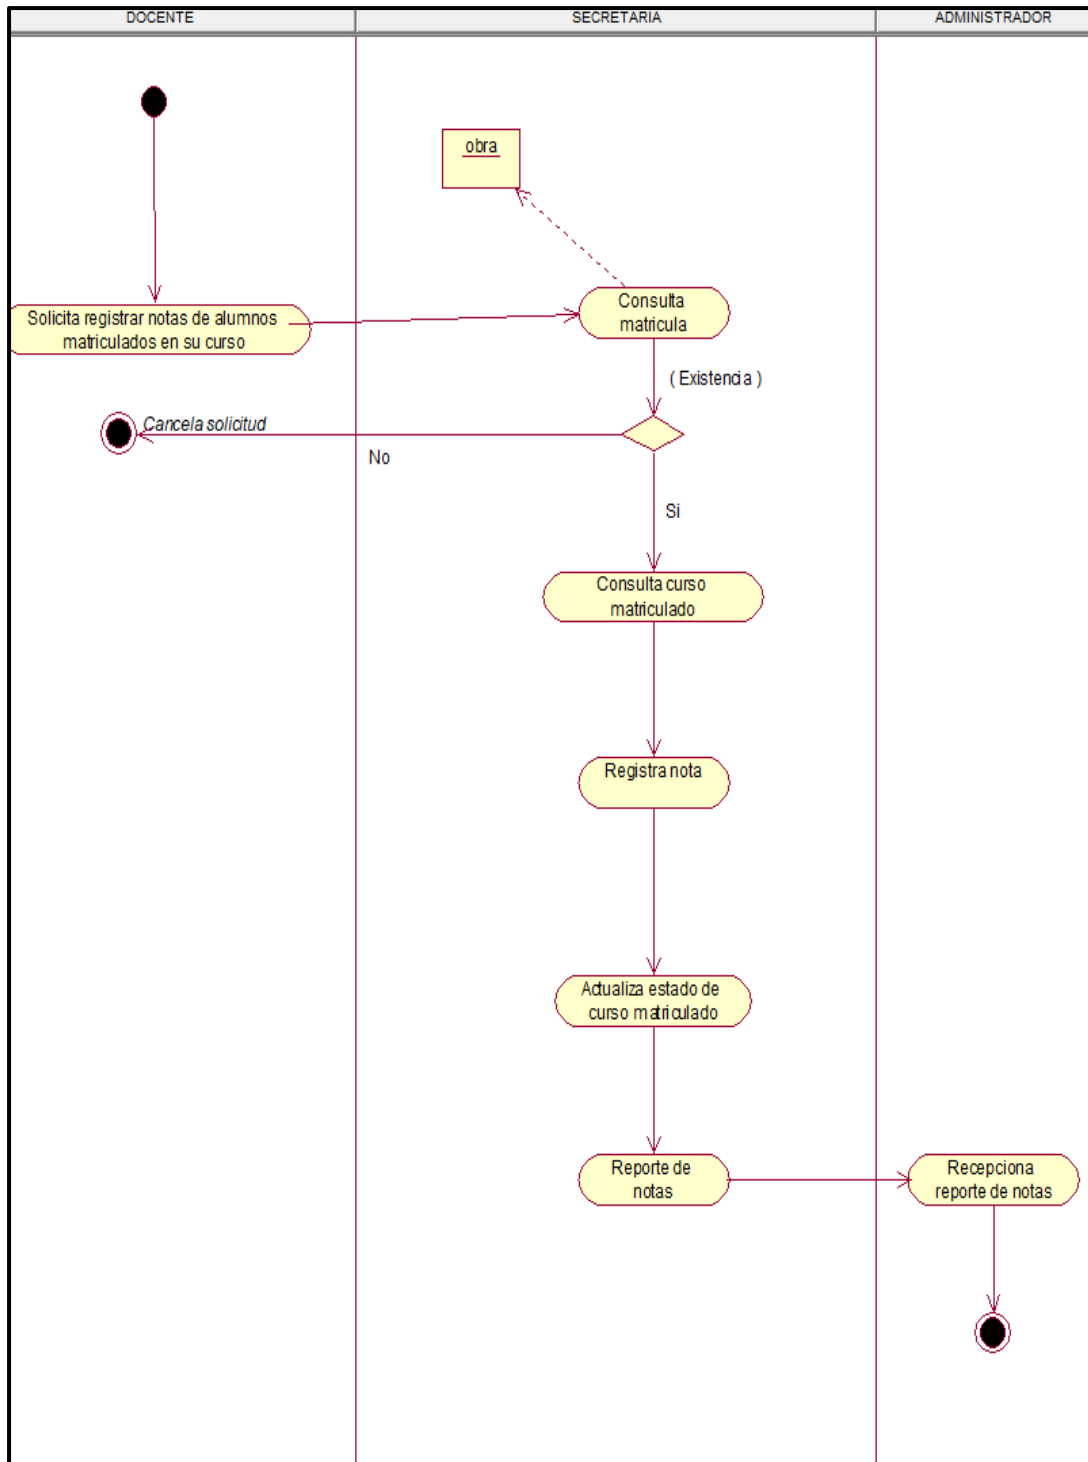 DOCENTE
SECRETARIA
ADMINISTRADOR
obra
Solicita registrar notas de alumnos
matriculados en su curso
Consulta
matricula
( Existencia )
Cancela solicitud
No
Si
Consulta curso
matriculado
Registra nota
Actualiza estado de
curso matriculado
Reporte de
notas
Recepciona
reporte de notas